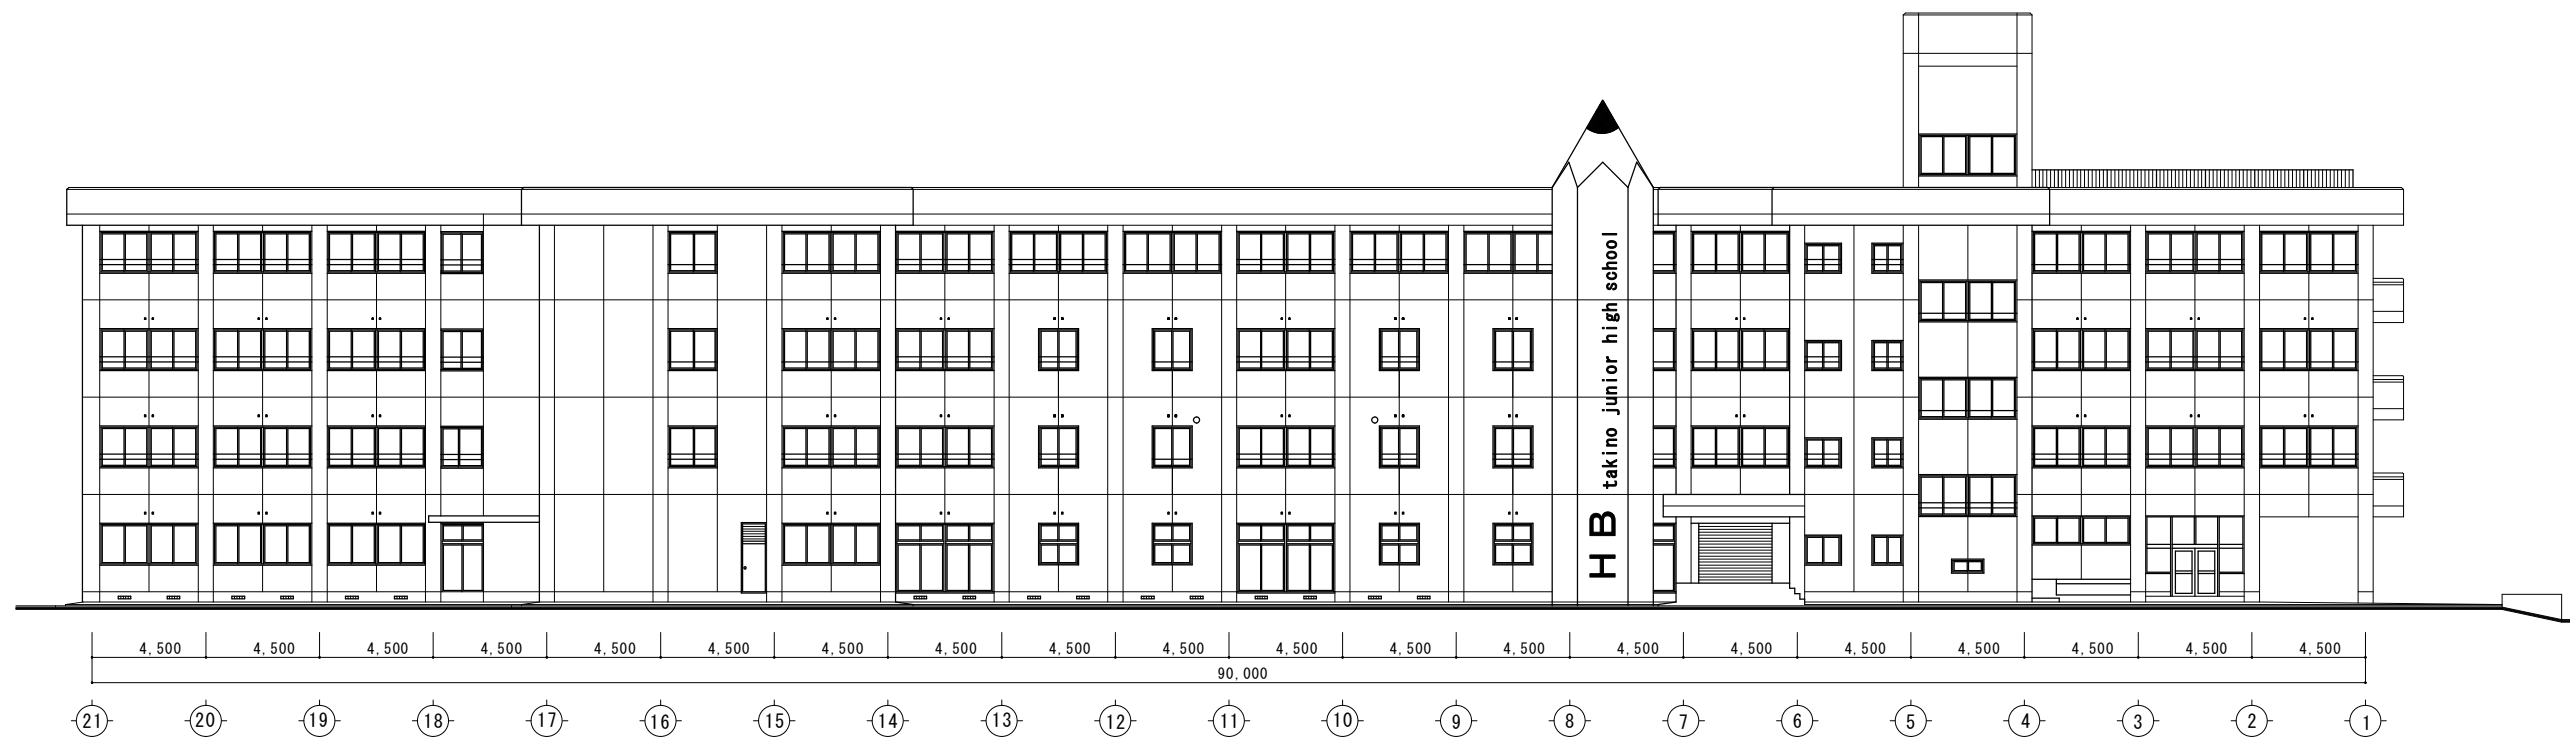 takino junior high school
HB
4,500 4,500 4,500 4,500 4,500 4,500 4,500 4,500 4,500 4,500 4,500 4,500 4,500 4,500 4,500 4,500 4,500 4,500 4,500 4,500
90,000
21 20 19 18 17 16 15 14 13 12 11 10 9 8 7 6 5 4 3 2 1